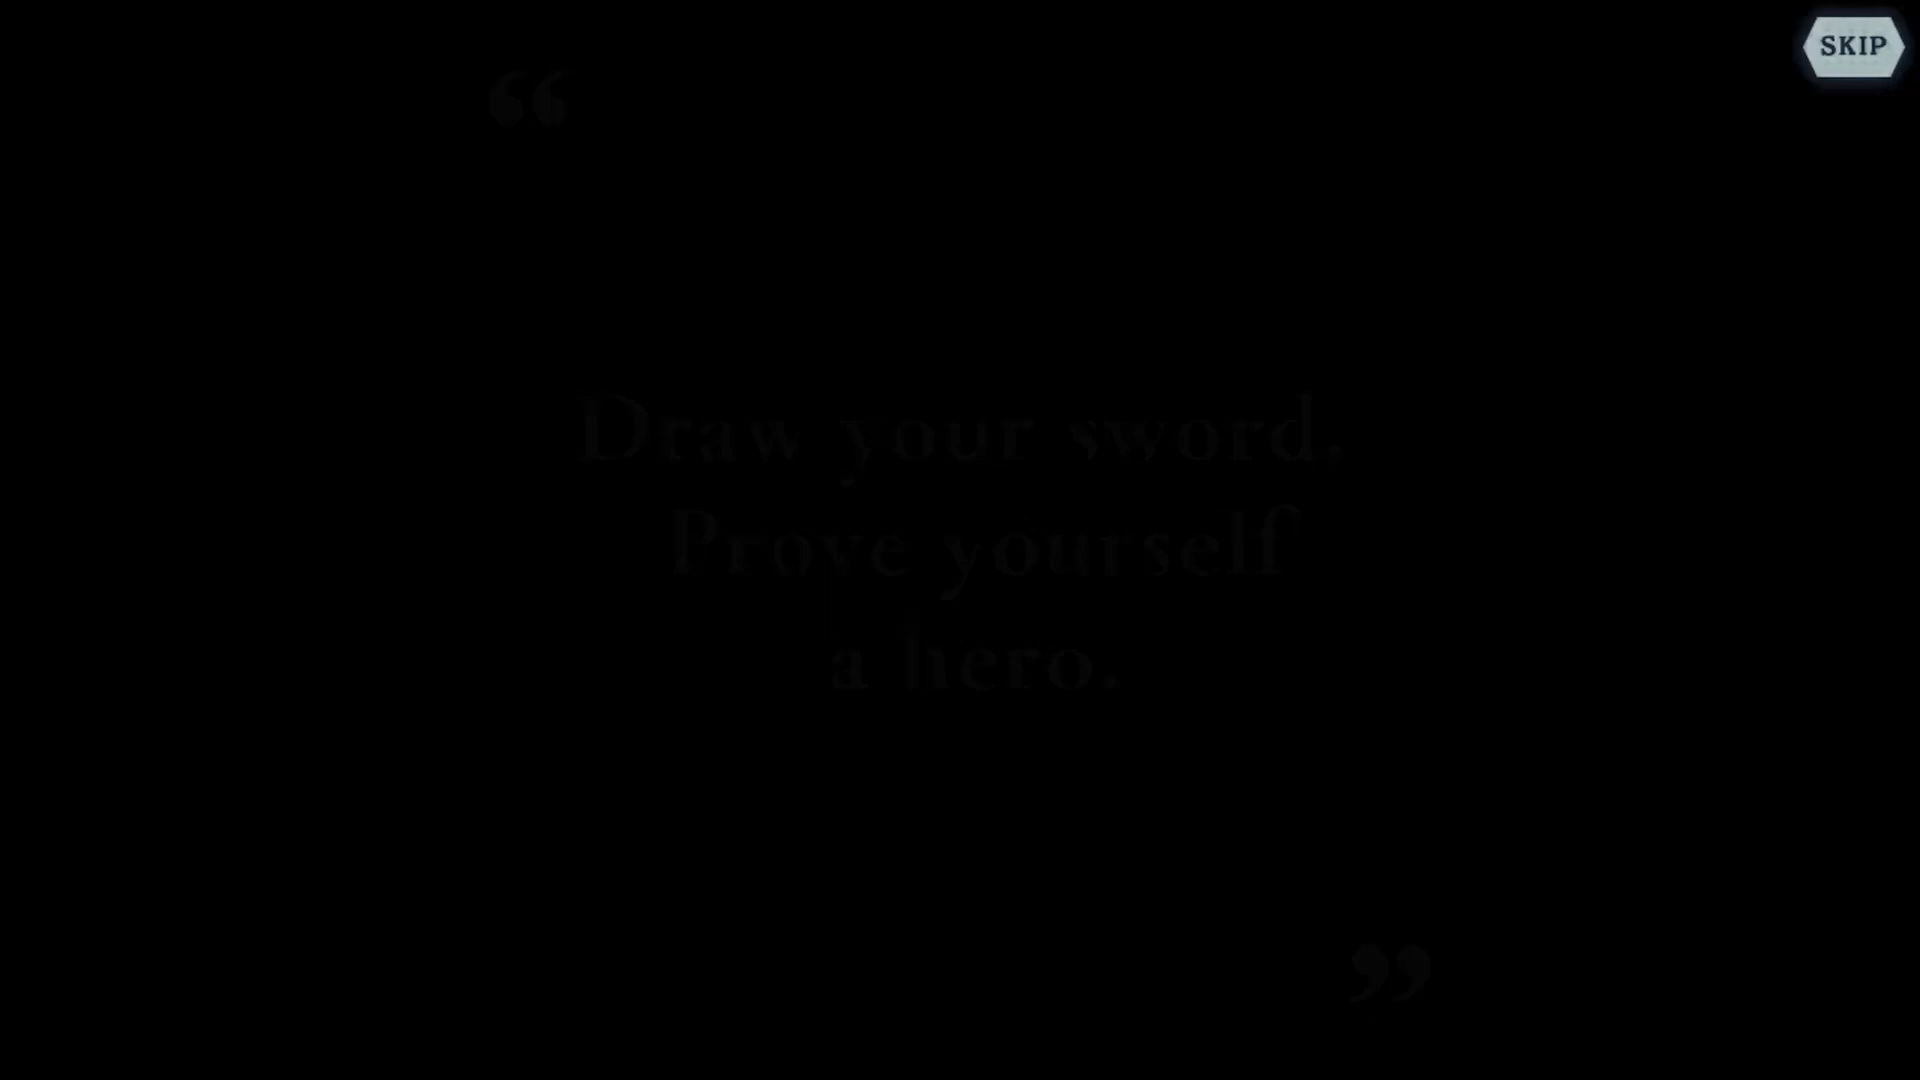 SKIP
“
Draw your sword,
Prove yourself
a hero.
”